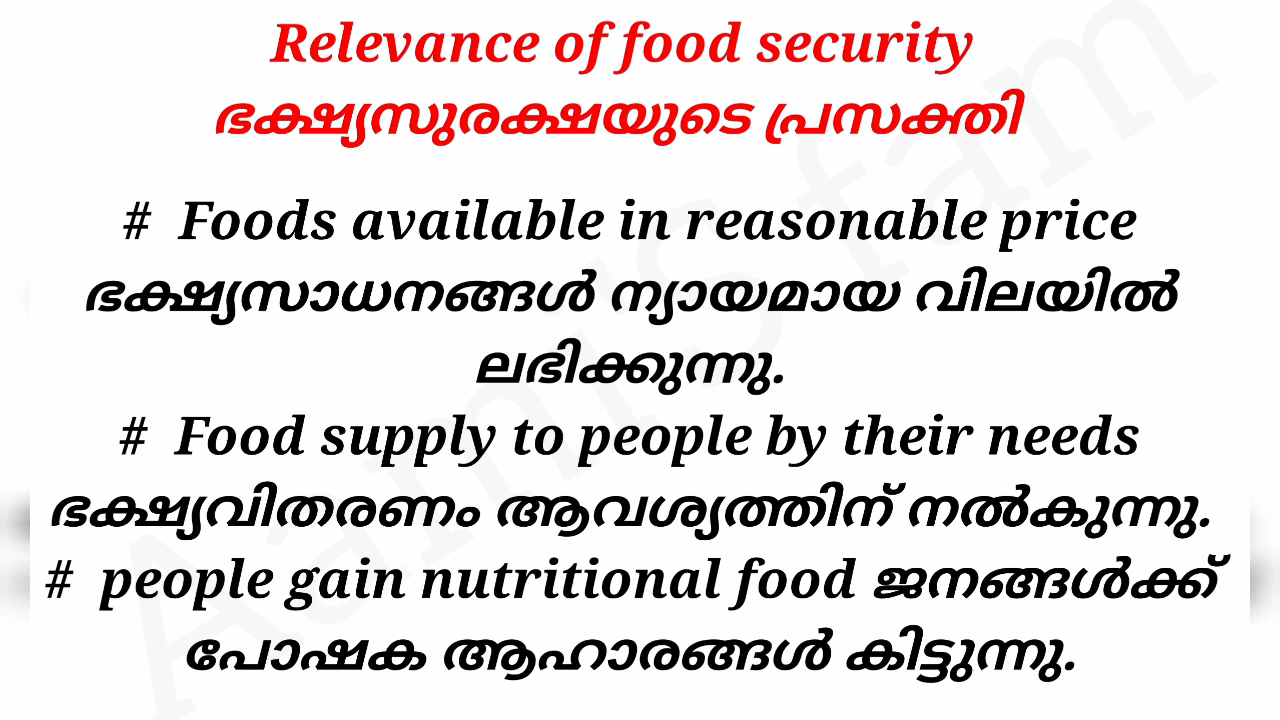 Relevance of food security
ഭക്ഷ്യസുരക്ഷയുടെ പ്രസക്തി
# Foods available in reasonable price
ഭക്ഷ്യസാധനങ്ങൾ ന്യായമായ വിലയിൽ
ലഭിക്കുന്നു.
# Food supply to people by their needs
ഭക്ഷ്യവിതരണം ആവശ്യത്തിന് നൽകുന്നു.
# people gain nutritional food ജനങ്ങൾക്ക്
പോഷക ആഹാരങ്ങൾ കിട്ടുന്നു.
Aami'S fam